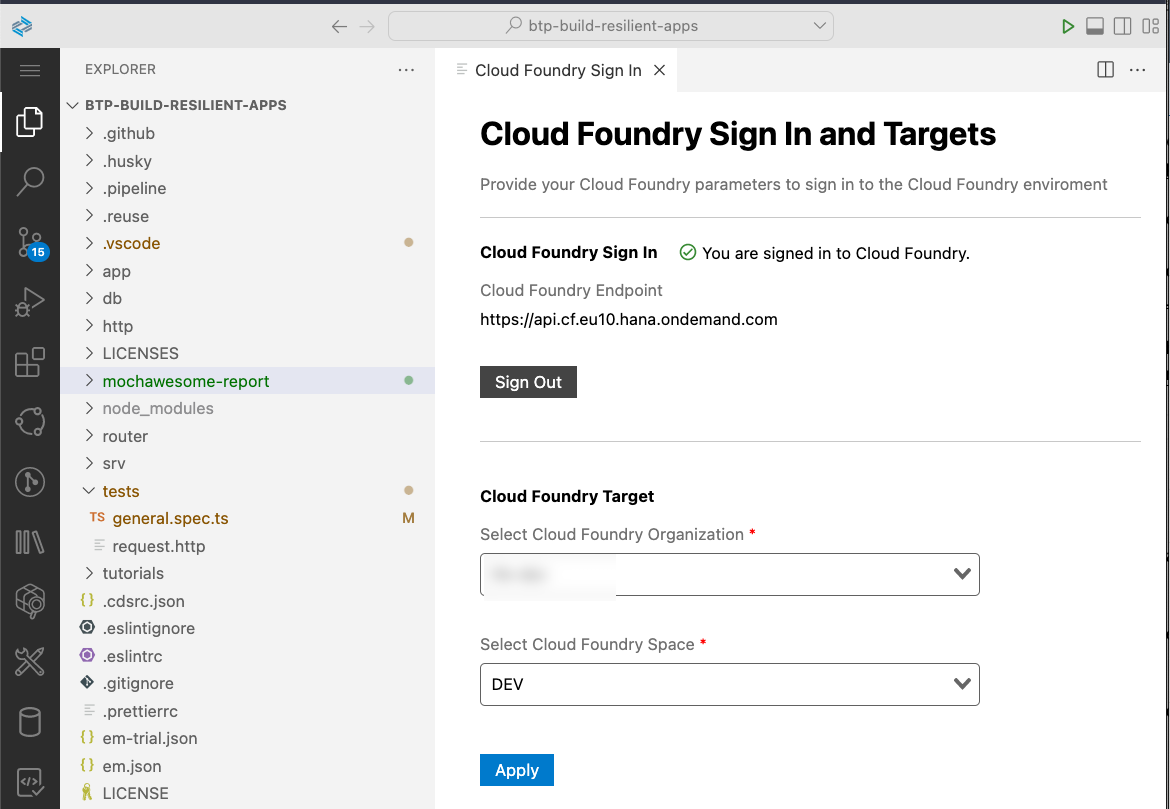 btp-build-resilient-apps
EXPLORER
Cloud Foundry Sign In
BTP-BUILD-RESILIENT-APPS
.github
.husky
.pipeline
.reuse
.vscode
app
db
http
LICENSES
mochawesome-report
node_modules
router
srv
tests
TS general.spec.ts M
request.http
tutorials
{} .cdsrc.json
.eslintignore
.eslintrc
.gitignore
.prettierrc
{} em-trial.json
{} em.json
LICENSE
15
Cloud Foundry Sign In and Targets
Provide your Cloud Foundry parameters to sign in to the Cloud Foundry enviroment
Cloud Foundry Sign In You are signed in to Cloud Foundry.
Cloud Foundry Endpoint
https://api.cf.eu10.hana.ondemand.com
Sign Out
Cloud Foundry Target
Select Cloud Foundry Organization *
Select Cloud Foundry Space *
DEV
Apply